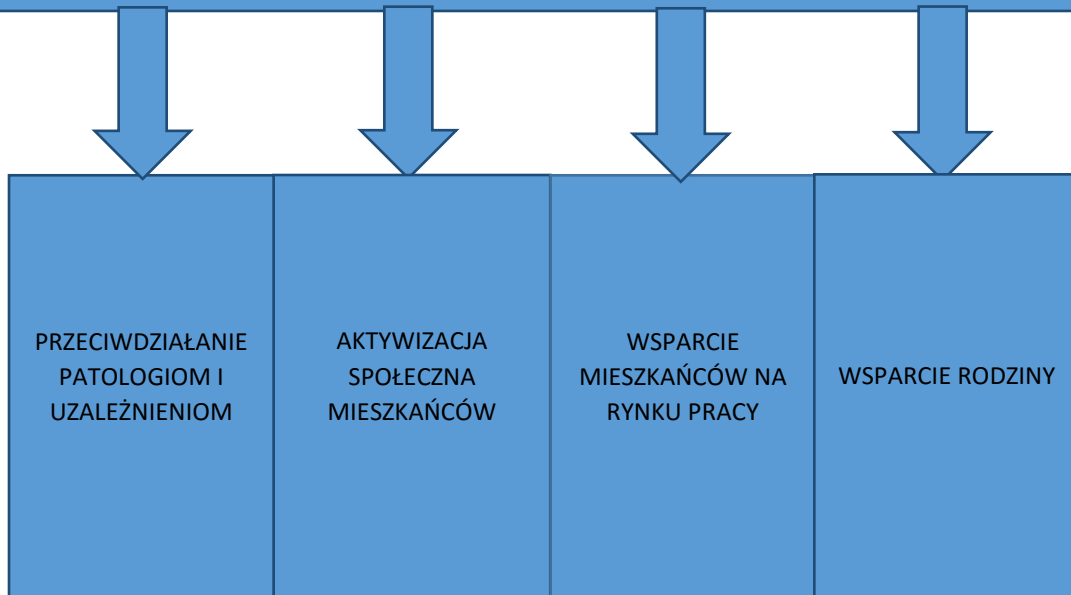 PRZECIWDZIAŁANIE
PATOLOGIOM I
UZALEŻNIENIOM
AKTYWIZACJA
SPOŁECZNA
MIESZKAŃCÓW
WSPARCIE
MIESZKAŃCÓW NA
RYNKU PRACY
WSPARCIE RODZINY